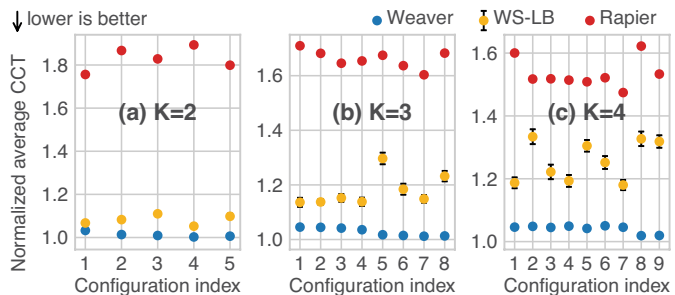 ↓ lower is better
Weaver WS-LB Rapier
Normalized average CCT
1.8
1.6
1.4
1.2
1.0
(a) K=2
1 2 3 4 5
Configuration index
1.6
1.4
1.2
1.0
(b) K=3
1 2 3 4 5 6 7 8
Configuration index
1.6
1.4
1.2
1.0
(c) K=4
1 2 3 4 5 6 7 8 9
Configuration index